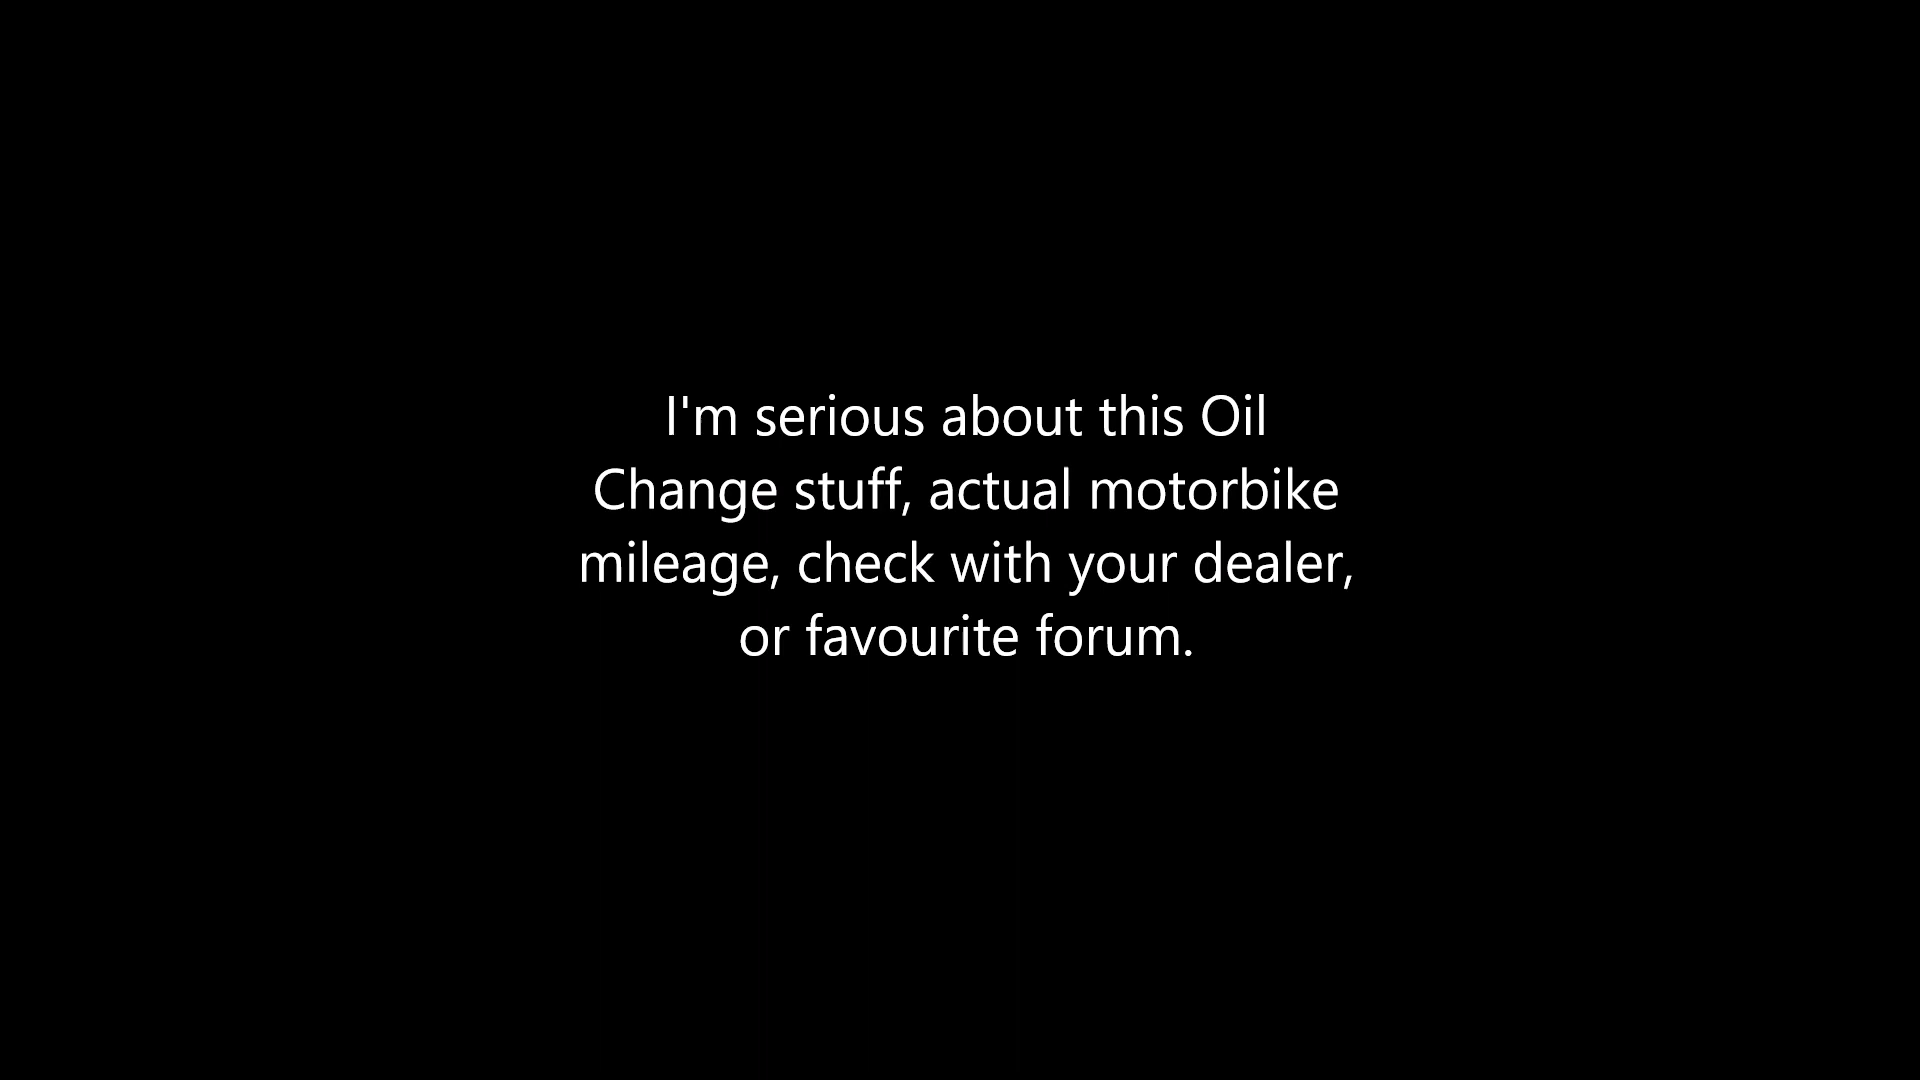 I'm serious about this Oil
Change stuff, actual motorbike
mileage, check with your dealer,
or favourite forum.